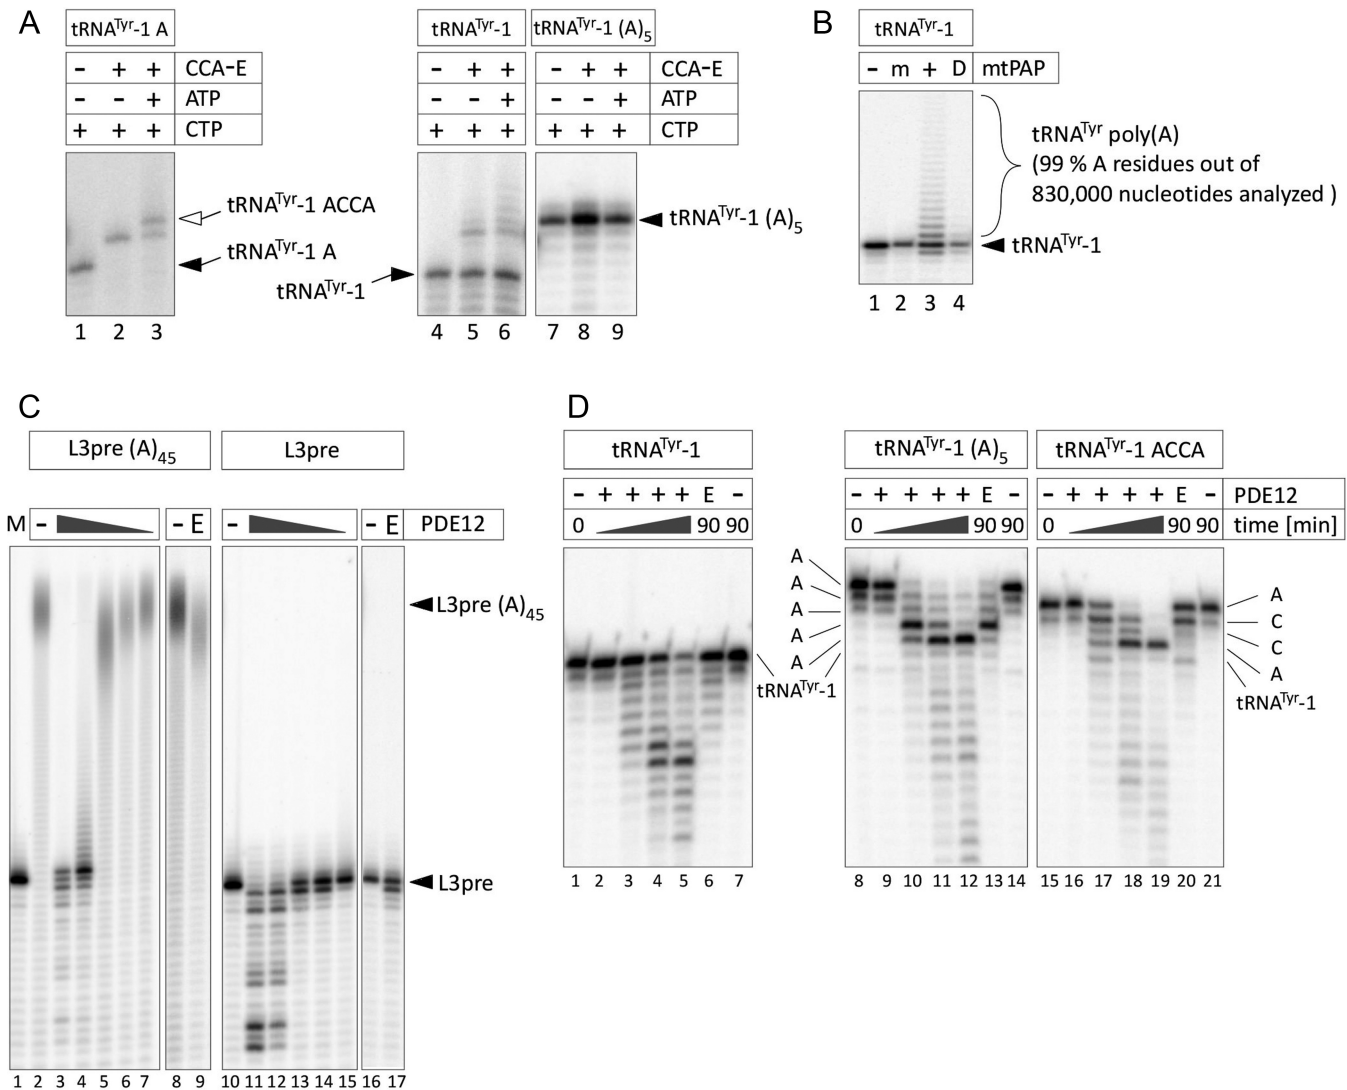 A
tRNATyr-1 A
- + + CCA-E
- - + ATP
+ + + CTP
tRNATyr-1 ACCA
tRNATyr-1 A
1 2 3
tRNATyr-1 tRNATyr-1 (A)5
- + + - + + CCA-E
- - + - - + ATP
+ + + + + + CTP
tRNATyr-1 (A)5
tRNATyr-1
4 5 6 7 8 9
B
tRNATyr-1
- m + D mtPAP
tRNATyr poly(A)
(99 % A residues out of
830,000 nucleotides analyzed )
tRNATyr-1
1 2 3 4
C
L3pre (A)45 L3pre
M - - E - - E PDE12
L3pre (A)45
L3pre
1 2 3 4 5 6 7 8 9 10 11 12 13 14 15 16 17
D
tRNATyr-1 tRNATyr-1 (A)5 tRNATyr-1 ACCA
- + + + + E - - + + + + E - - + + + + E - PDE12
0 90 90 0 90 90 0 90 90 time [min]
A
A
A
A
A
tRNATyr-1
A
C
C
A
tRNATyr-1
1 2 3 4 5 6 7 8 9 10 11 12 13 14 15 16 17 18 19 20 21